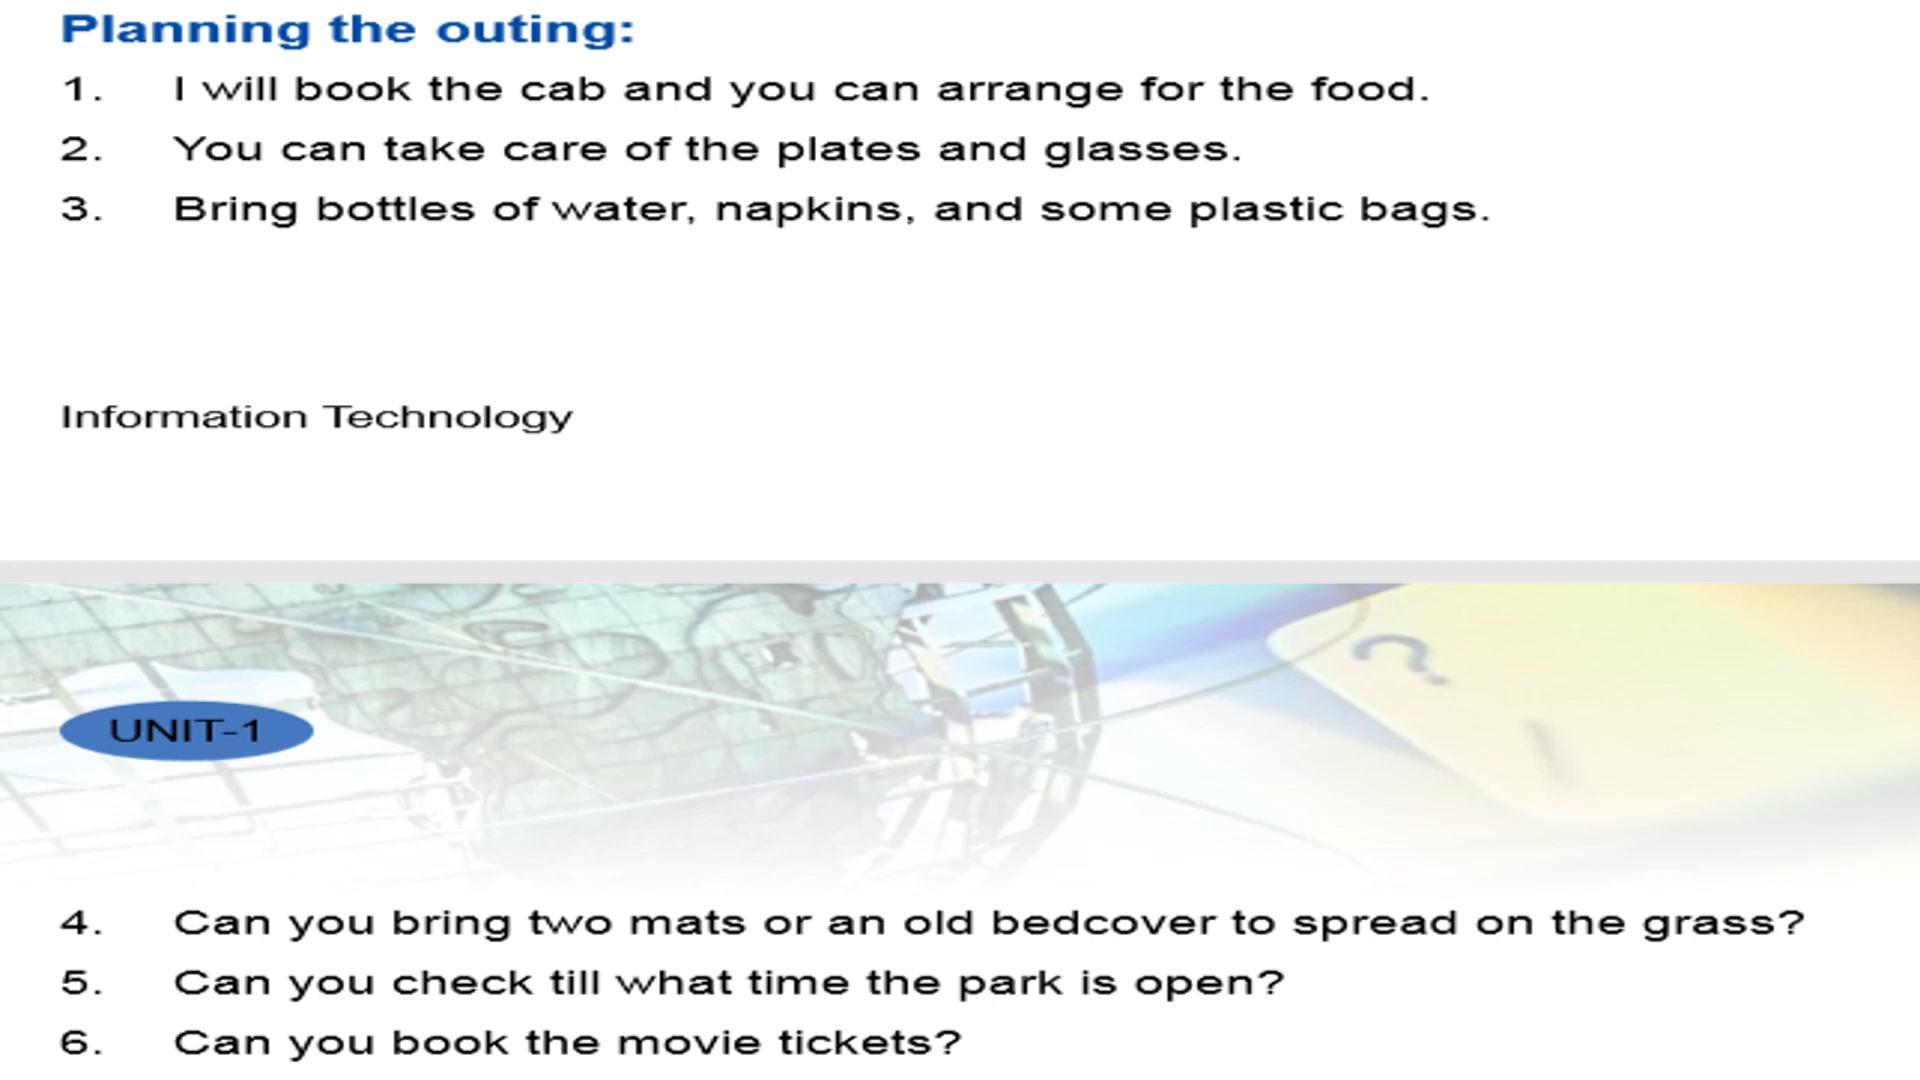 Planning the outing:
1. I will book the cab and you can arrange for the food.
2. You can take care of the plates and glasses.
3. Bring bottles of water, napkins, and some plastic bags.
Information Technology
UNIT-1
4. Can you bring two mats or an old bedcover to spread on the grass?
5. Can you check till what time the park is open?
6. Can you book the movie tickets?